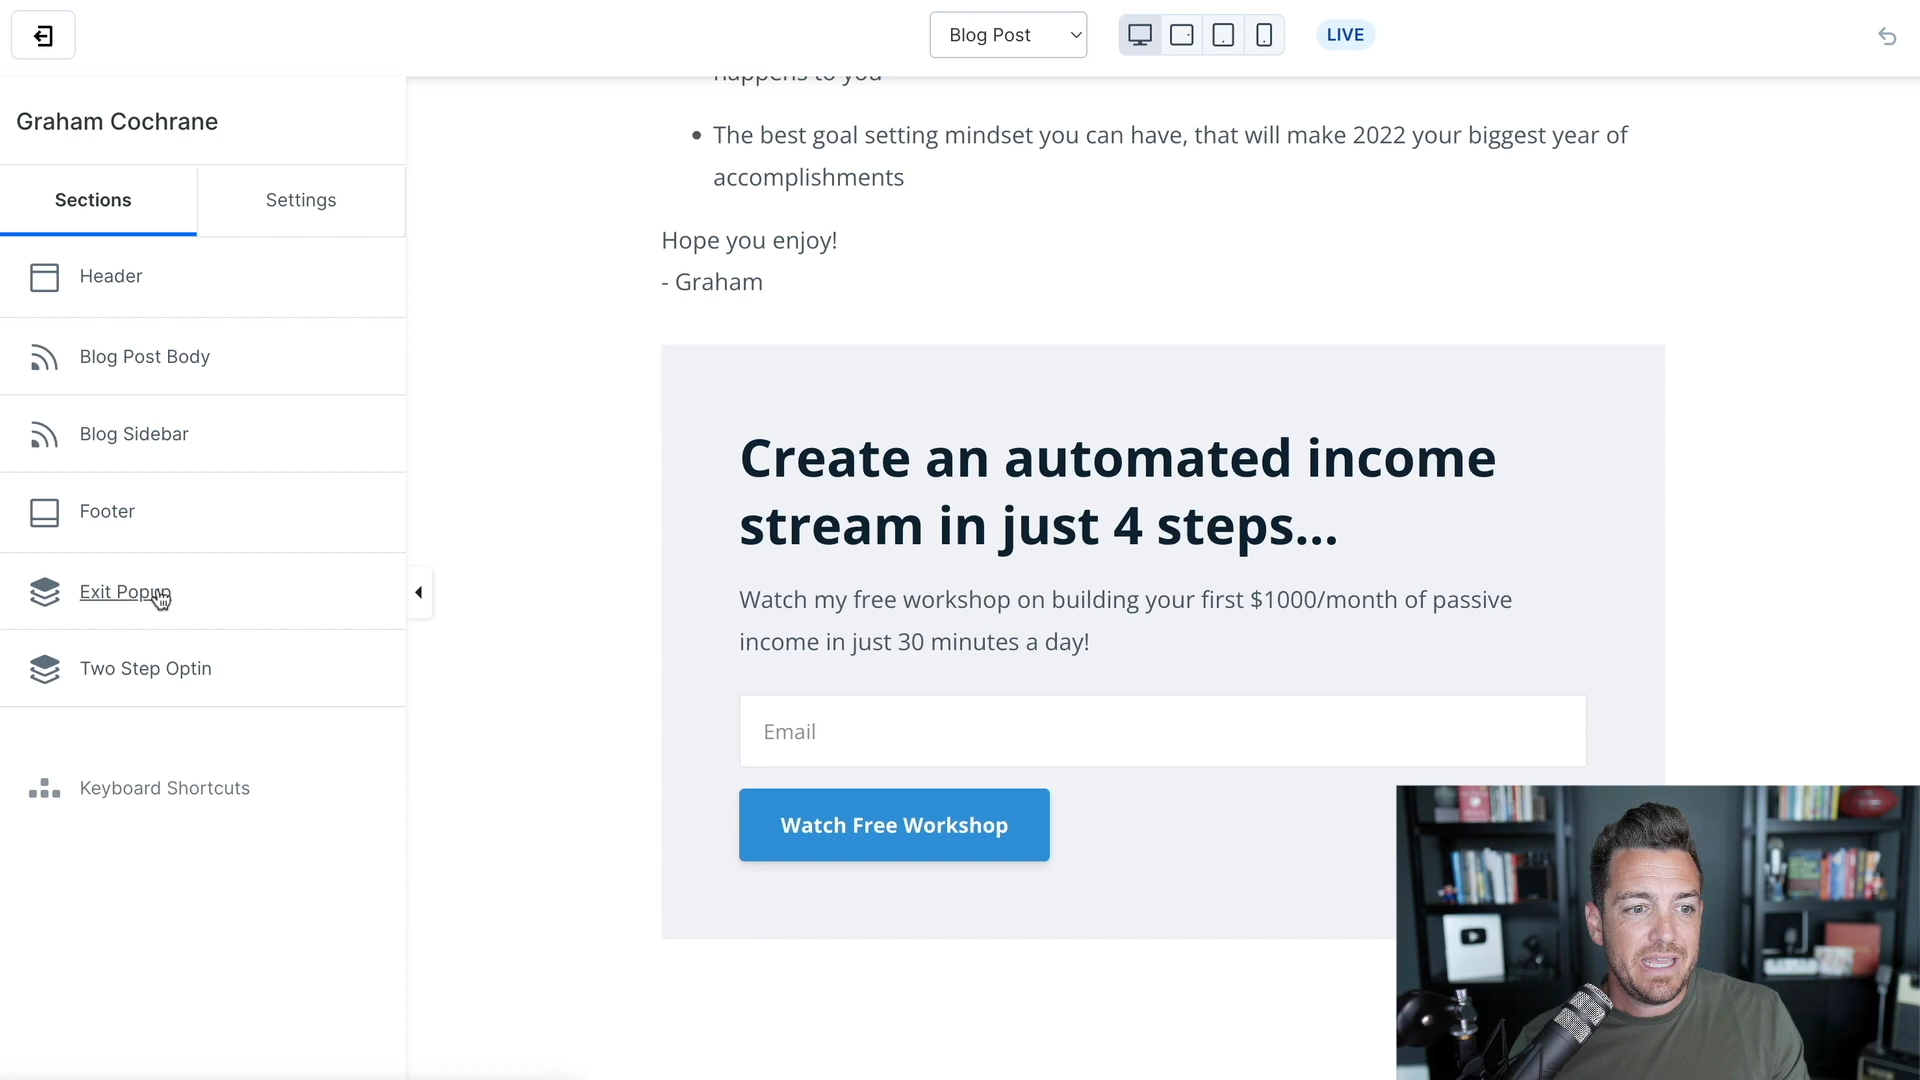 Blog Post
LIVE
Graham Cochrane
Sections
Settings
Header
Blog Post Body
Blog Sidebar
Footer
Exit Popup
Two Step Optin
Keyboard Shortcuts
happens to you
• The best goal setting mindset you can have, that will make 2022 your biggest year of
accomplishments
Hope you enjoy!
- Graham
Create an automated income
stream in just 4 steps...
Watch my free workshop on building your first $1000/month of passive
income in just 30 minutes a day!
Email
Watch Free Workshop